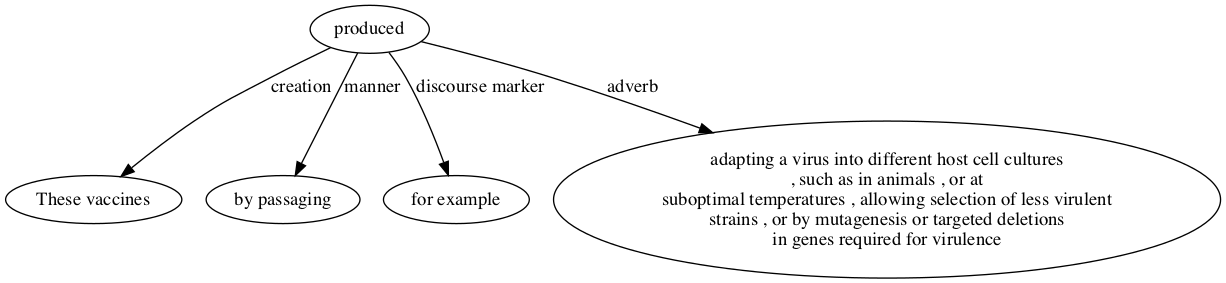 produced
creation
manner
discourse marker
adverb
These vaccines
by passaging
for example
adapting a virus into different host cell cultures
, such as in animals , or at
suboptimal temperatures , allowing selection of less virulent
strains , or by mutagenesis or targeted deletions
in genes required for virulence